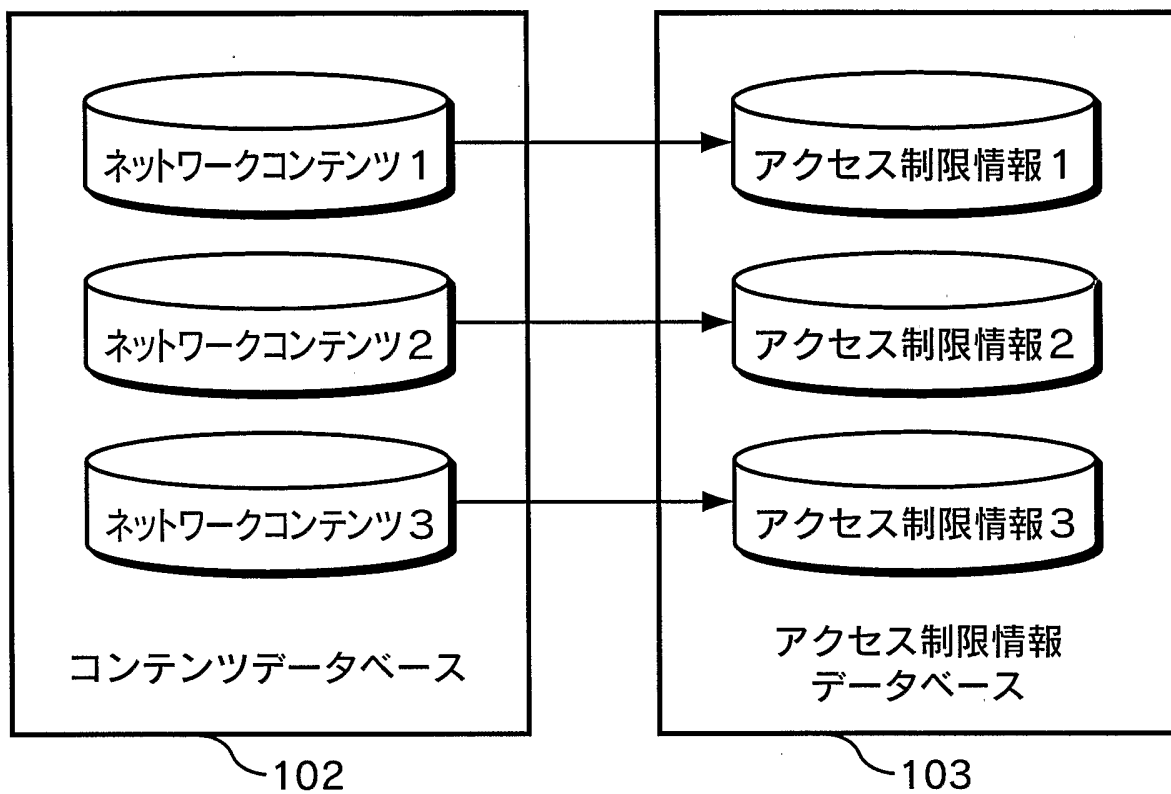 ネットワークコンテンツ1
ネットワークコンテンツ2
ネットワークコンテンツ3
コンテンツデータベース
102
アクセス制限情報1
アクセス制限情報2
アクセス制限情報3
アクセス制限情報
データベース
103